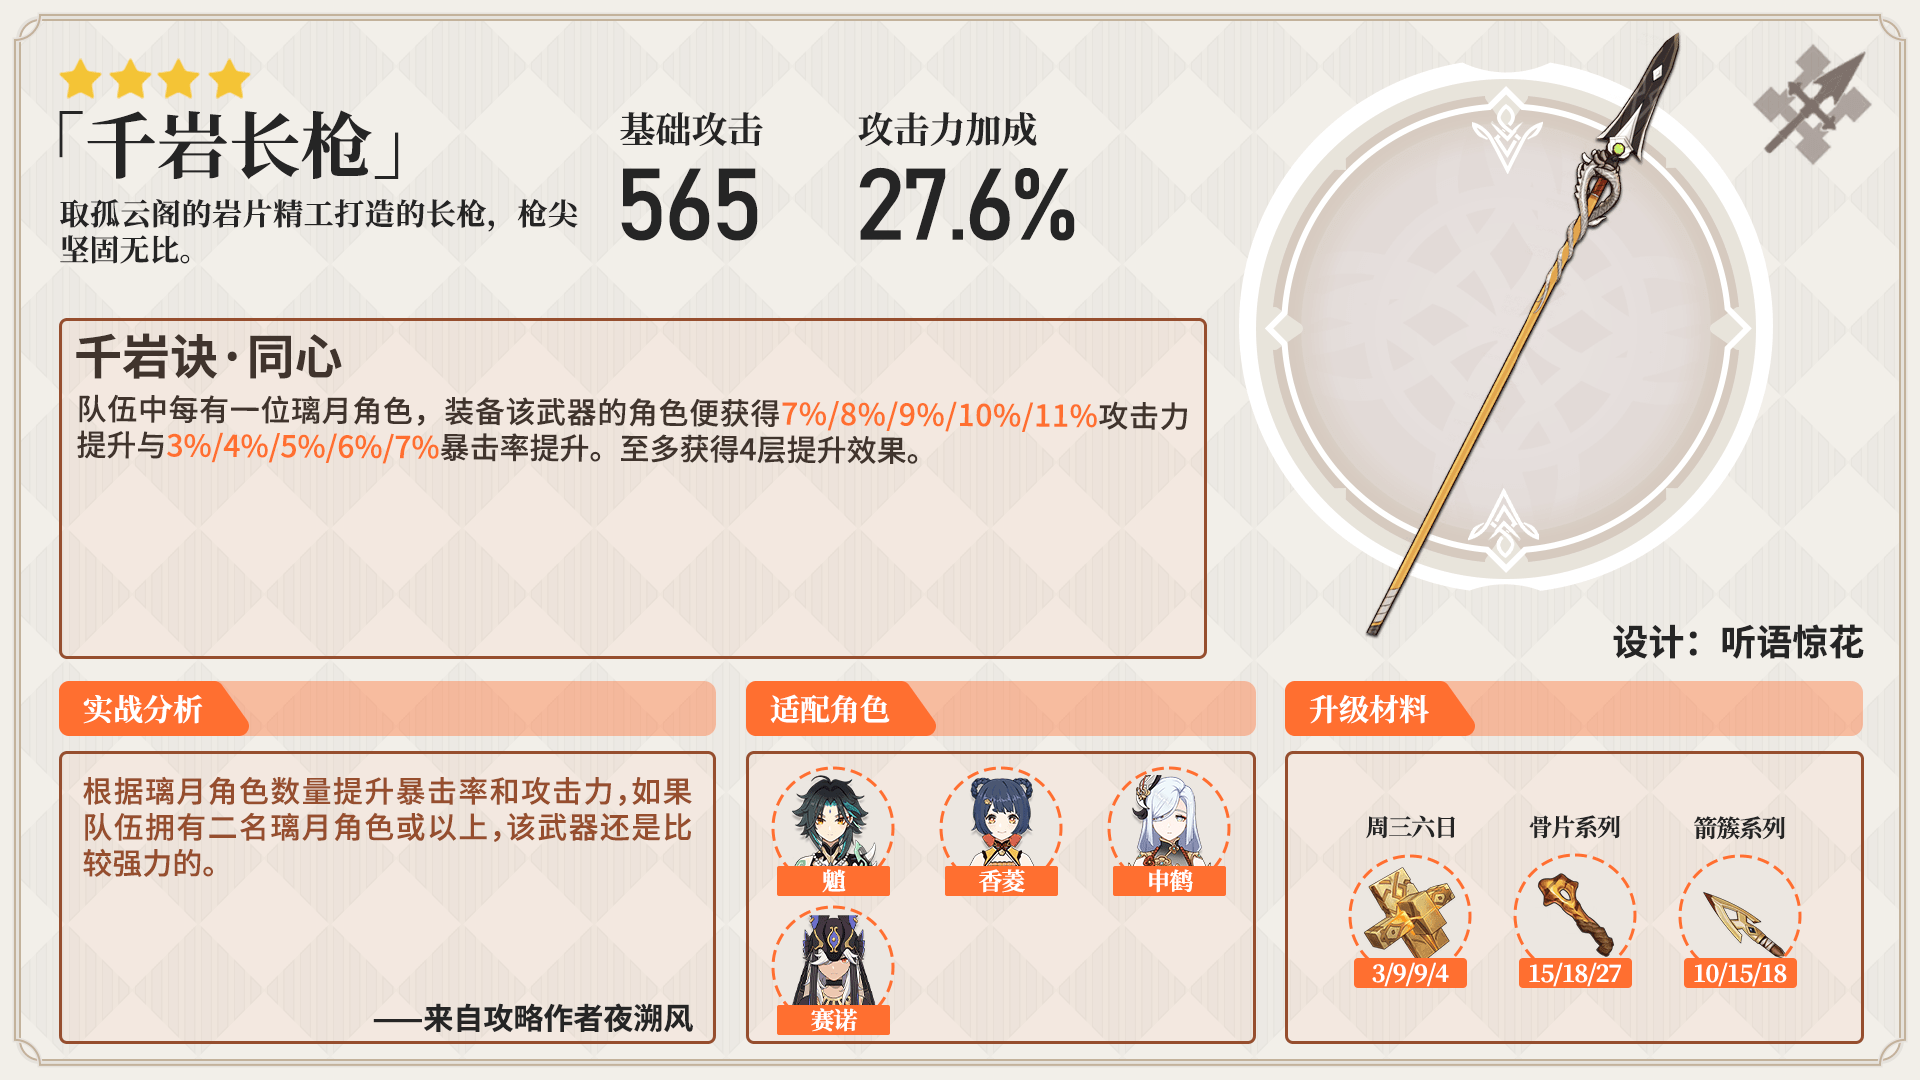 「千岩长枪」
取孤云阁的岩片精工打造的长枪，枪尖
坚固无比。
基础攻击
565
攻击力加成
27.6%
千岩诀·同心
队伍中每有一位璃月角色，装备该武器的角色便获得7%/8%/9%/10%/11%攻击力
提升与3%/4%/5%/6%/7%暴击率提升。至多获得4层提升效果。
设计：听语惊花
实战分析
根据璃月角色数量提升暴击率和攻击力,如果
队伍拥有二名璃月角色或以上,该武器还是比
较强力的。
——来自攻略作者夜溯风
适配角色
魈
香菱
申鹤
赛诺
升级材料
周三六日
骨片系列
箭簇系列
3/9/9/4
15/18/27
10/15/18